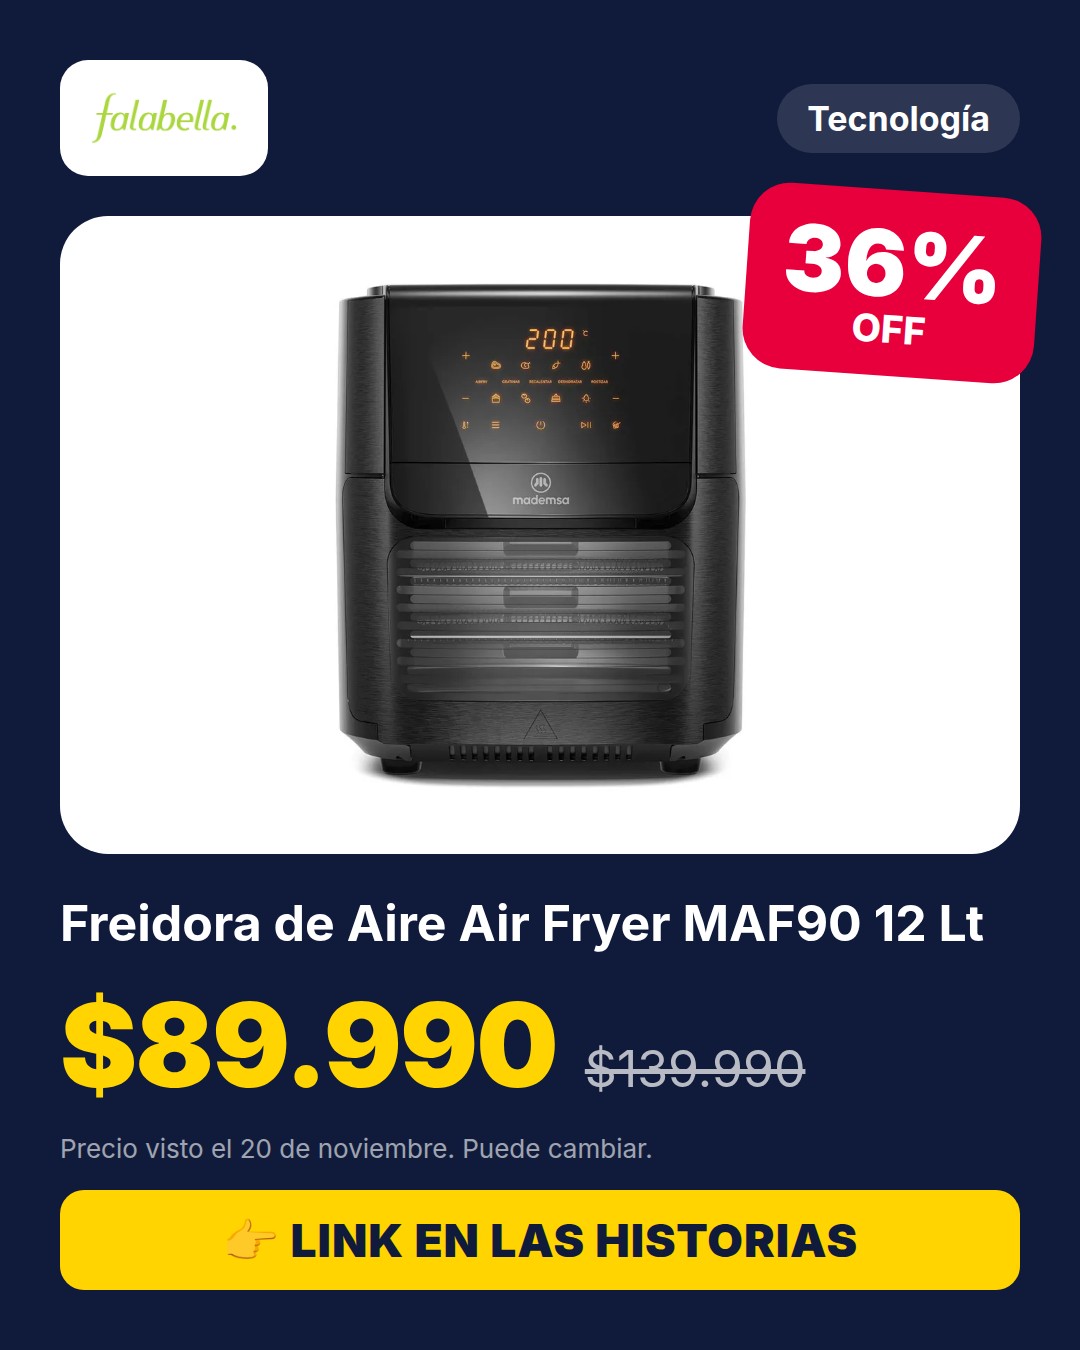 falabella.
Tecnología
36%
OFF
200 °C
mademsa
Freidora de Aire Air Fryer MAF90 12 Lt
$89.990 $139.990
Precio visto el 20 de noviembre. Puede cambiar.
👉 LINK EN LAS HISTORIAS